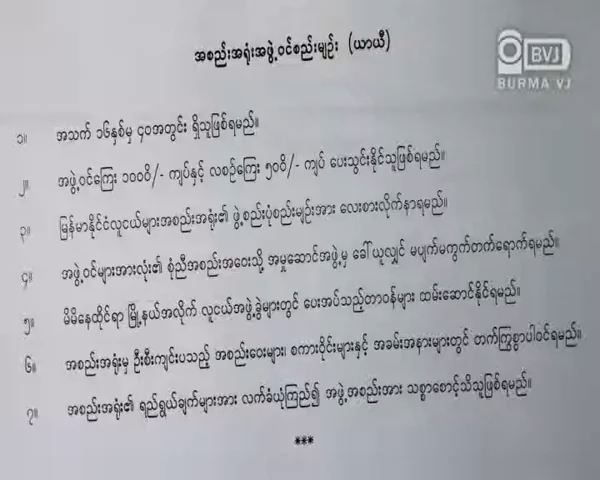 အစည်းအရုံးအဖွဲ့ဝင်စည်းမျဉ်း (ယာယီ)
BVJ
BURMA VJ
၁။ အသက် ၁၆နှစ်မှ ၄၀အတွင်း ရှိသူဖြစ်ရမည်။
၂။ အဖွဲ့ဝင်ကြေး ၁၀၀ဝိ/- ကျပ်နှင့် လစဉ်ကြေး ၅၀ဝိ/- ကျပ် ပေးသွင်းနိုင်သူဖြစ်ရမည်။
၃။ မြန်မာနိုင်ငံလူငယ်များအစည်းအရုံး၏ ဖွဲ့စည်းပုံစည်းမျဉ်းအား လေးစားလိုက်နာရမည်။
၄။ အဖွဲ့ဝင်များအားလုံး၏ စုံညီအစည်းအဝေးသို့ အမှုဆောင်အဖွဲ့မှ ခေါ်ယူလျှင် မပျက်မကွက်တက်ရောက်ရမည်။
၅။ မိမိနေထိုင်ရာ မြို့နယ်အလိုက် လူငယ်အဖွဲ့ခွဲများတွင် ပေးအပ်သည့်တာဝန်များ ထမ်းဆောင်နိုင်ရမည်။
၆။ အစည်းအရုံးမှ ဦးစီးကျင်းပသည့် အစည်းဝေးများ၊ စကားဝိုင်းများနှင့် အခမ်းအနားများတွင် တက်ကြွစွာပါဝင်ရမည်။
၇။ အစည်းအရုံး၏ ရည်ရွယ်ချက်များအား လက်ခံယုံကြည်၍ အဖွဲ့အစည်းအား သစ္စာစောင့်သိသူဖြစ်ရမည်။
***